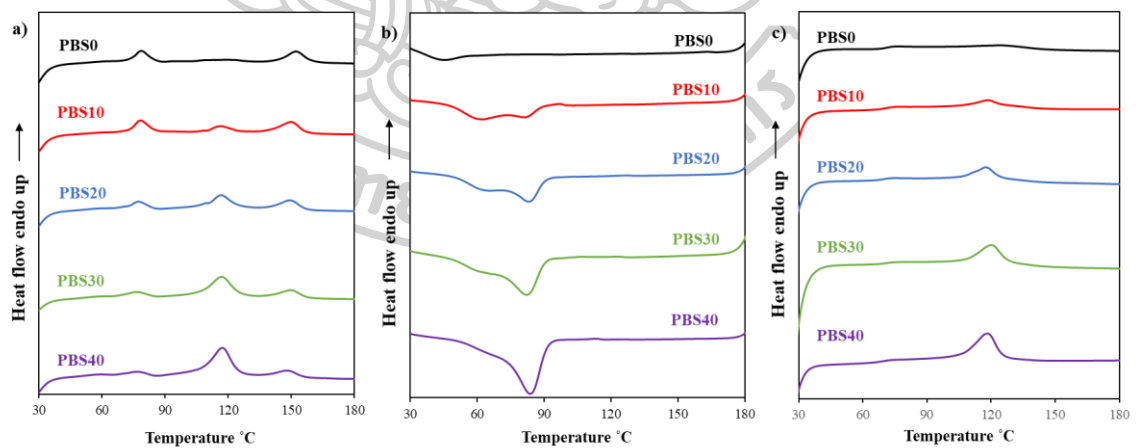 a)
PBS0
PBS10
PBS20
PBS30
PBS40
Heat flow endo up
30 60 90 120 150 180
Temperature ˚C
b)
PBS0
PBS10
PBS20
PBS30
PBS40
Heat flow endo up
30 60 90 120 150 180
Temperature ˚C
c)
PBS0
PBS10
PBS20
PBS30
PBS40
Heat flow endo up
30 60 90 120 150 180
Temperature ˚C